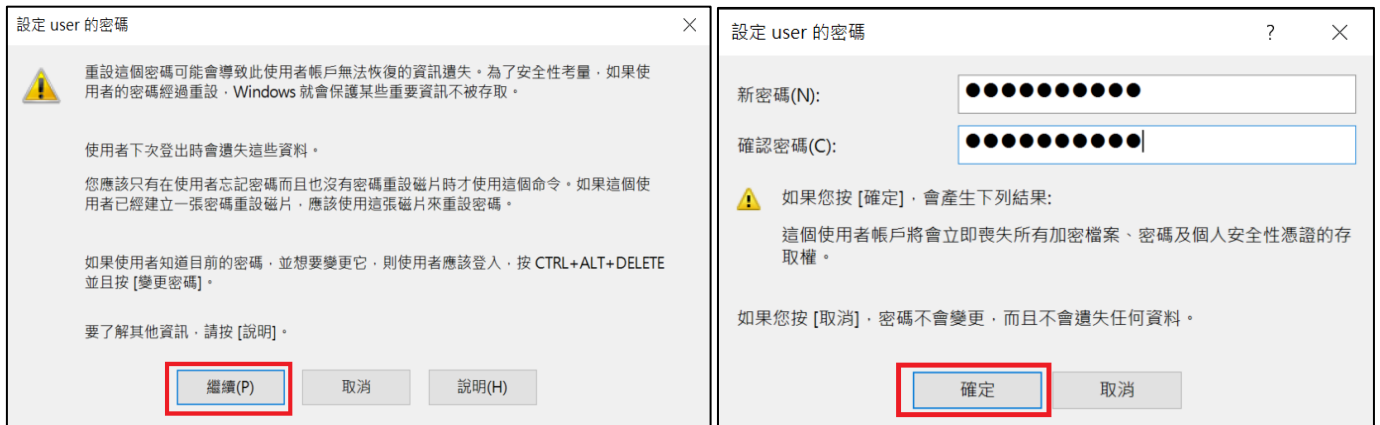 設定 user 的密碼
重設這個密碼可能會導致此使用者帳戶無法恢復的資訊遺失。為了安全性考量，如果使
用者的密碼經過重設，Windows 就會保護某些重要資訊不被存取。
使用者下次登出時會遺失這些資料。
您應該只有在使用者忘記密碼而且也沒有密碼重設磁片時才使用這個命令。如果這個使
用者已經建立一張密碼重設磁片，應該使用這張磁片來重設密碼。
如果使用者知道目前的密碼，並想要變更它，則使用者應該登入，按 CTRL+ALT+DELETE
並且按 [變更密碼]。
要了解其他資訊，請按 [說明]。
繼續(P)
取消
說明(H)
設定 user 的密碼
?
新密碼(N):
●●●●●●●●●●
確認密碼(C):
●●●●●●●●●●
如果您按 [確定]，會產生下列結果:
這個使用者帳戶將會立即喪失所有加密檔案、密碼及個人安全性憑證的存
取權。
如果您按 [取消]，密碼不會變更，而且不會遺失任何資料。
確定
取消